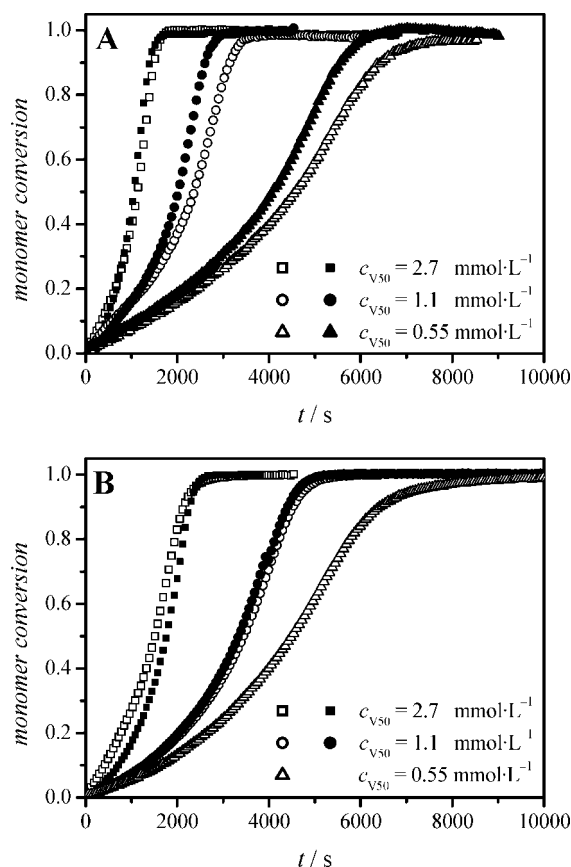 A
monomer conversion
1.0
0.8
0.6
0.4
0.2
0.0
c_V50 = 2.7 mmol·L⁻¹
c_V50 = 1.1 mmol·L⁻¹
c_V50 = 0.55 mmol·L⁻¹
0 2000 4000 6000 8000 10000
t / s
B
monomer conversion
1.0
0.8
0.6
0.4
0.2
0.0
c_V50 = 2.7 mmol·L⁻¹
c_V50 = 1.1 mmol·L⁻¹
c_V50 = 0.55 mmol·L⁻¹
0 2000 4000 6000 8000 10000
t / s